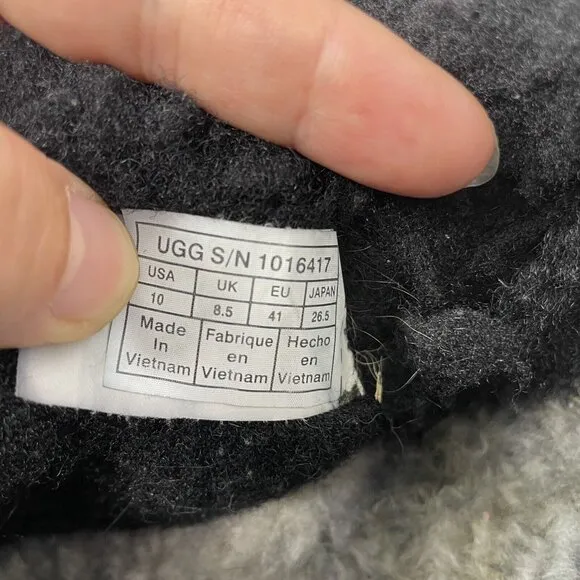 UGG S/N 1016417
USA UK EU JAPAN
10 8.5 41 26.5
Made Fabrique Hecho
In en en
Vietnam Vietnam Vietnam